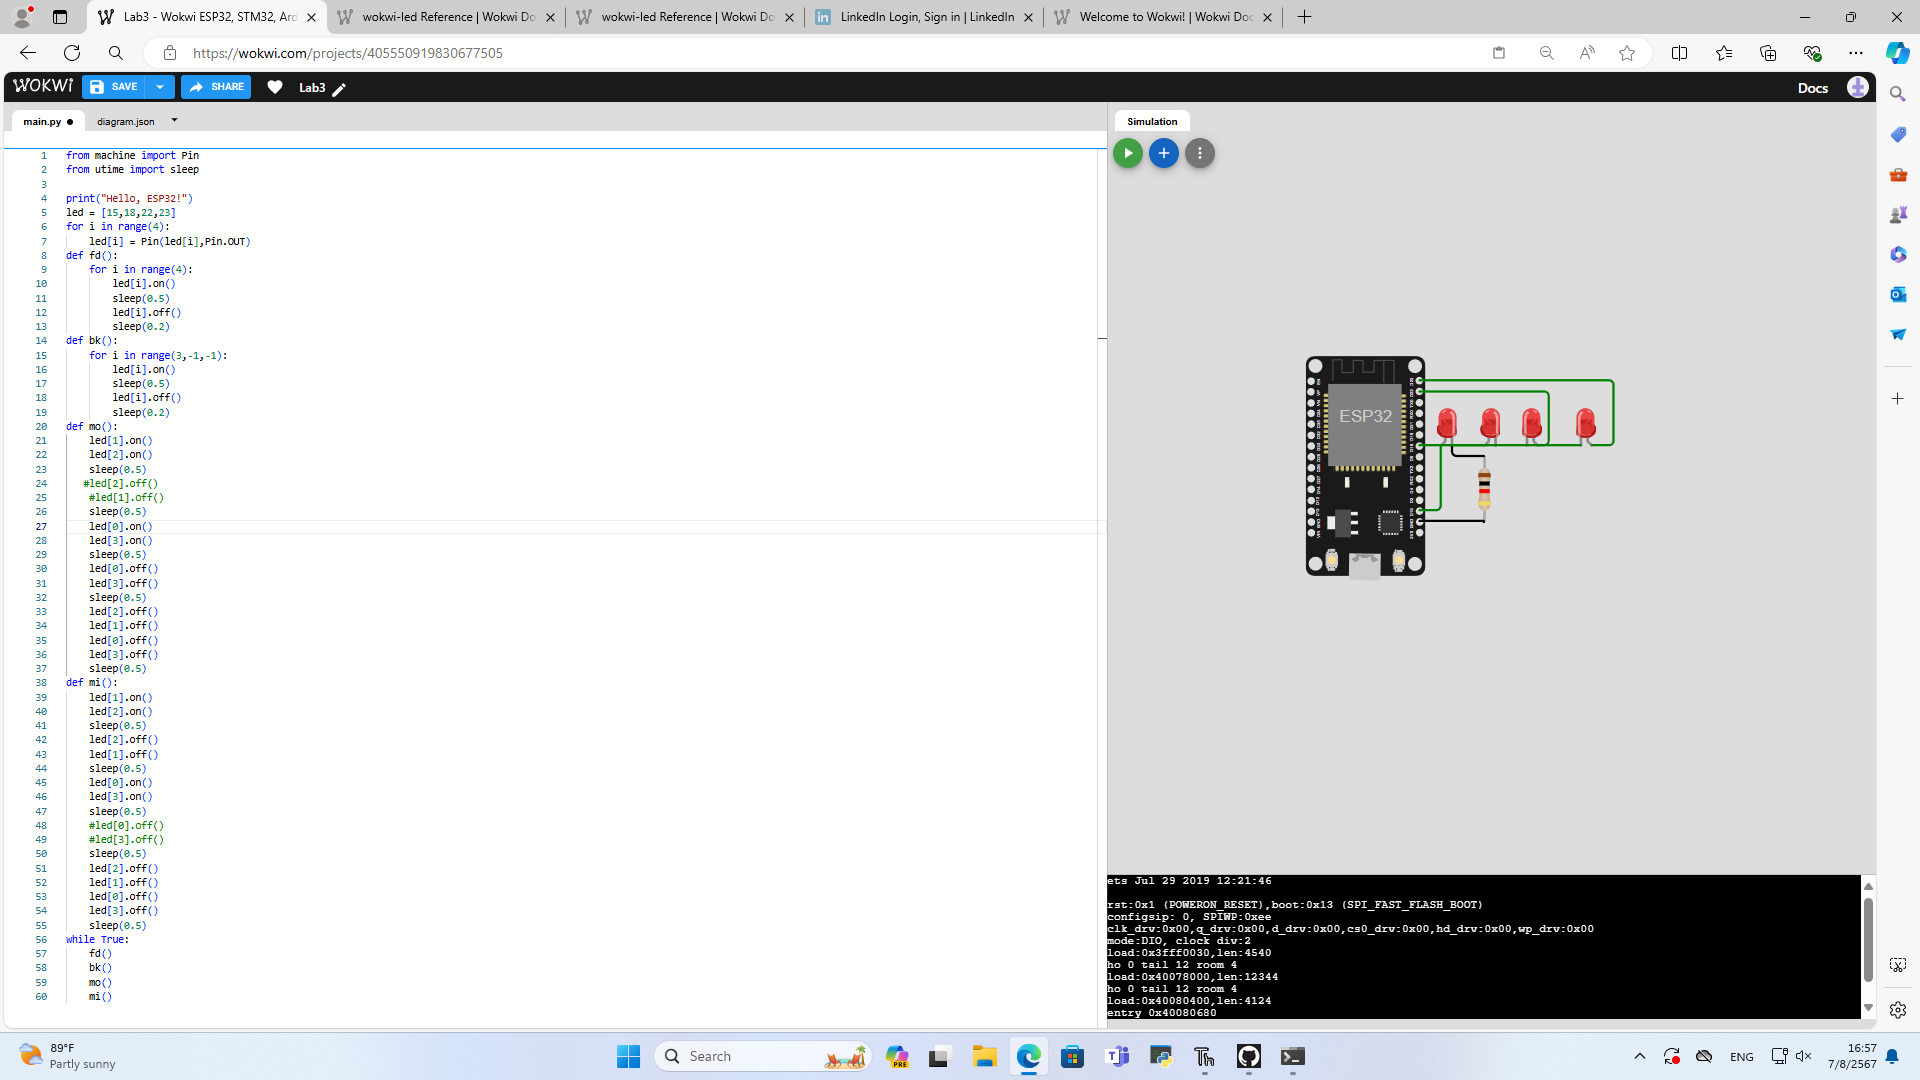 Lab3 - Wokwi ESP32, STM32, Ard
wokwi-led Reference | Wokwi Do
wokwi-led Reference | Wokwi Do
LinkedIn Login, Sign in | LinkedIn
Welcome to Wokwi! | Wokwi Doc
https://wokwi.com/projects/405550919830677505
WOKWI
SAVE
SHARE
Lab3
Docs
main.py
diagram.json
Simulation
1 from machine import Pin
2 from utime import sleep
3
4 print("Hello, ESP32!")
5 led = [15,18,22,23]
6 for i in range(4):
7 led[i] = Pin(led[i],Pin.OUT)
8 def fd():
9 for i in range(4):
10 led[i].on()
11 sleep(0.5)
12 led[i].off()
13 sleep(0.2)
14 def bk():
15 for i in range(3,-1,-1):
16 led[i].on()
17 sleep(0.5)
18 led[i].off()
19 sleep(0.2)
20 def mo():
21 led[1].on()
22 led[2].on()
23 sleep(0.5)
24 #led[2].off()
25 #led[1].off()
26 sleep(0.5)
27 led[0].on()
28 led[3].on()
29 sleep(0.5)
30 led[0].off()
31 led[3].off()
32 sleep(0.5)
33 led[2].off()
34 led[1].off()
35 led[0].off()
36 led[3].off()
37 sleep(0.5)
38 def mi():
39 led[1].on()
40 led[2].on()
41 sleep(0.5)
42 led[2].off()
43 led[1].off()
44 sleep(0.5)
45 led[0].on()
46 led[3].on()
47 sleep(0.5)
48 #led[0].off()
49 #led[3].off()
50 sleep(0.5)
51 led[2].off()
52 led[1].off()
53 led[0].off()
54 led[3].off()
55 sleep(0.5)
56 while True:
57 fd()
58 bk()
59 mo()
60 mi()
ESP32
ets Jul 29 2019 12:21:46
rst:0x1 (POWERON_RESET),boot:0x13 (SPI_FAST_FLASH_BOOT)
configsip: 0, SPIWP:0xee
clk_drv:0x00,q_drv:0x00,d_drv:0x00,cs0_drv:0x00,hd_drv:0x00,wp_drv:0x00
mode:DIO, clock div:2
load:0x3fff0030,len:4540
ho 0 tail 12 room 4
load:0x40078000,len:12344
ho 0 tail 12 room 4
load:0x40080400,len:4124
entry 0x40080680
89°F
Partly sunny
Search
PRE
ENG
16:57
7/8/2567